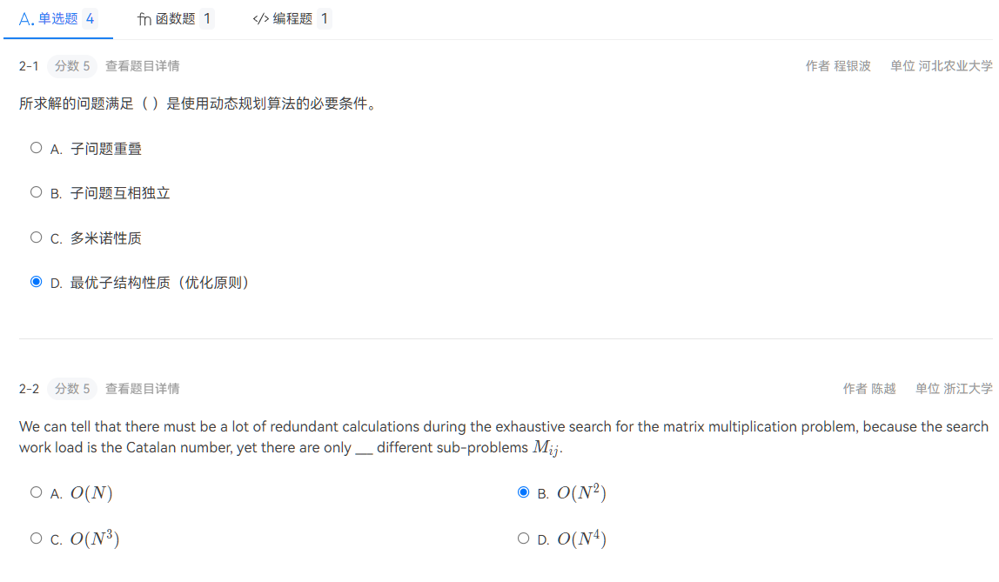 A. 单选题 4 fn 函数题 1 </> 编程题 1
2-1 分数 5 查看题目详情 作者 程银波 单位 河北农业大学
所求解的问题满足（ ）是使用动态规划算法的必要条件。
A. 子问题重叠
B. 子问题互相独立
C. 多米诺性质
D. 最优子结构性质（优化原则）
2-2 分数 5 查看题目详情 作者 陈越 单位 浙江大学
We can tell that there must be a lot of redundant calculations during the exhaustive search for the matrix multiplication problem, because the search
work load is the Catalan number, yet there are only __ different sub-problems M_{ij}.
A. O(N) B. O(N²)
C. O(N³) D. O(N⁴)